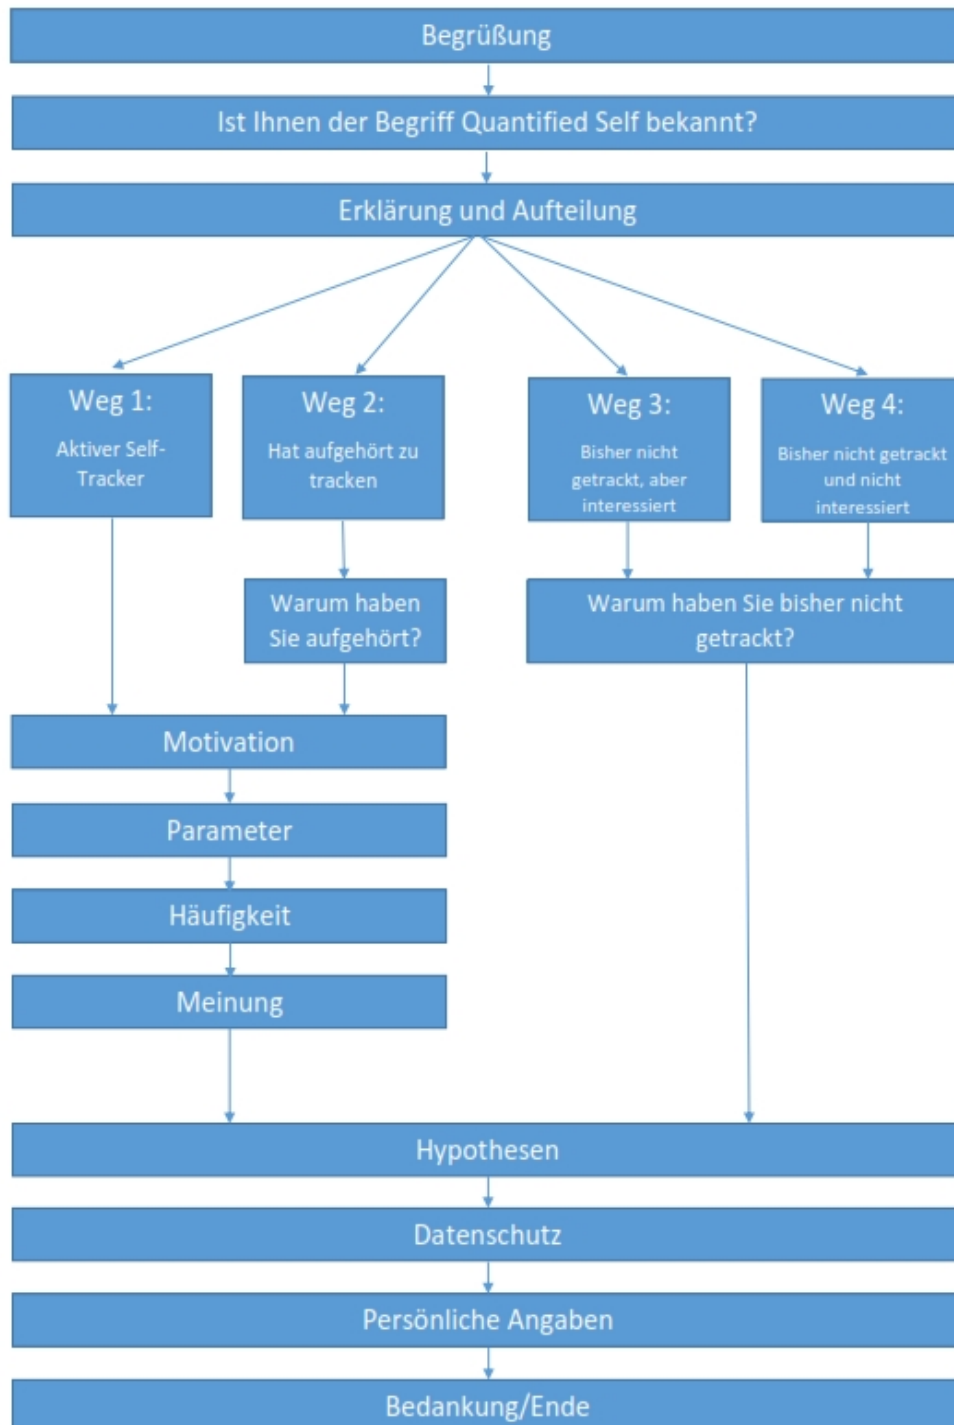 Begrüßung
Ist Ihnen der Begriff Quantified Self bekannt?
Erklärung und Aufteilung
Weg 1:
Aktiver Self-
Tracker
Weg 2:
Hat aufgehört zu
tracken
Weg 3:
Bisher nicht
getrackt, aber
interessiert
Weg 4:
Bisher nicht getrackt
und nicht
interessiert
Warum haben
Sie aufgehört?
Warum haben Sie bisher nicht
getrackt?
Motivation
Parameter
Häufigkeit
Meinung
Hypothesen
Datenschutz
Persönliche Angaben
Bedankung/Ende